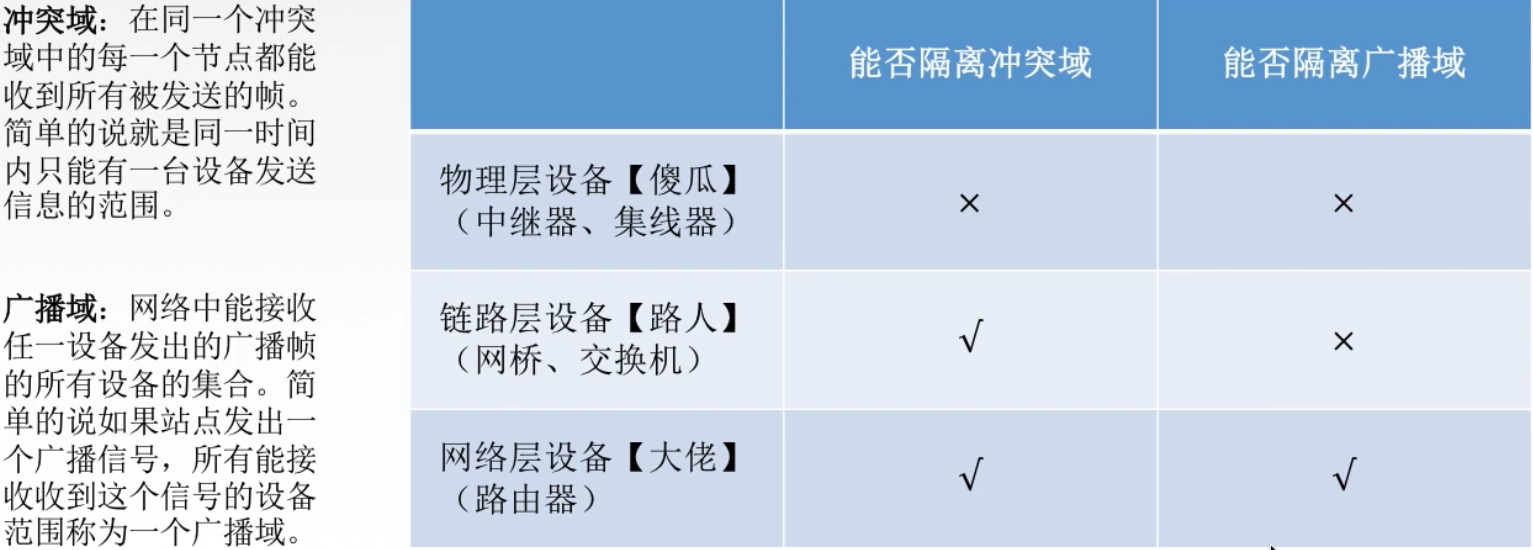 冲突域：在同一个冲突
域中的每一个节点都能
收到所有被发送的帧。
简单的说就是同一时间
内只能有一台设备发送
信息的范围。
广播域：网络中能接收
任一设备发出的广播帧
的所有设备的集合。简
单的说如果站点发出一
个广播信号，所有能接
收收到这个信号的设备
范围称为一个广播域。
能否隔离冲突域 能否隔离广播域
物理层设备【傻瓜】
（中继器、集线器）
× ×
链路层设备【路人】
（网桥、交换机）
√ ×
网络层设备【大佬】
（路由器）
√ √